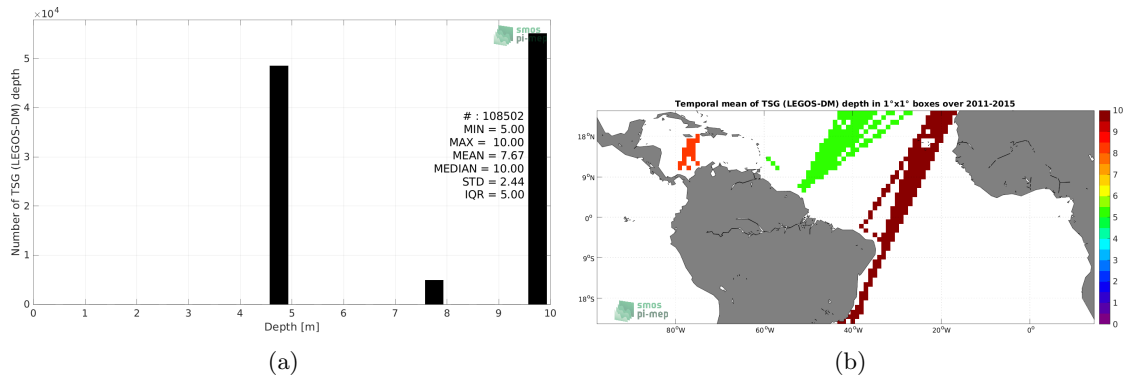 ×10⁴
5
4
3
2
1
0
Number of TSG (LEGOS-DM) depth
smos
pi-mep
# : 108502
MIN = 5.00
MAX = 10.00
MEAN = 7.67
MEDIAN = 10.00
STD = 2.44
IQR = 5.00
0 1 2 3 4 5 6 7 8 9 10
Depth [m]
(a)
Temporal mean of TSG (LEGOS-DM) depth in 1°x1° boxes over 2011-2015
18°N
9°N
0°
9°S
18°S
smos
pi-mep
80°W 60°W 40°W 20°W 0°
10
9
8
7
6
5
4
3
2
1
0
(b)